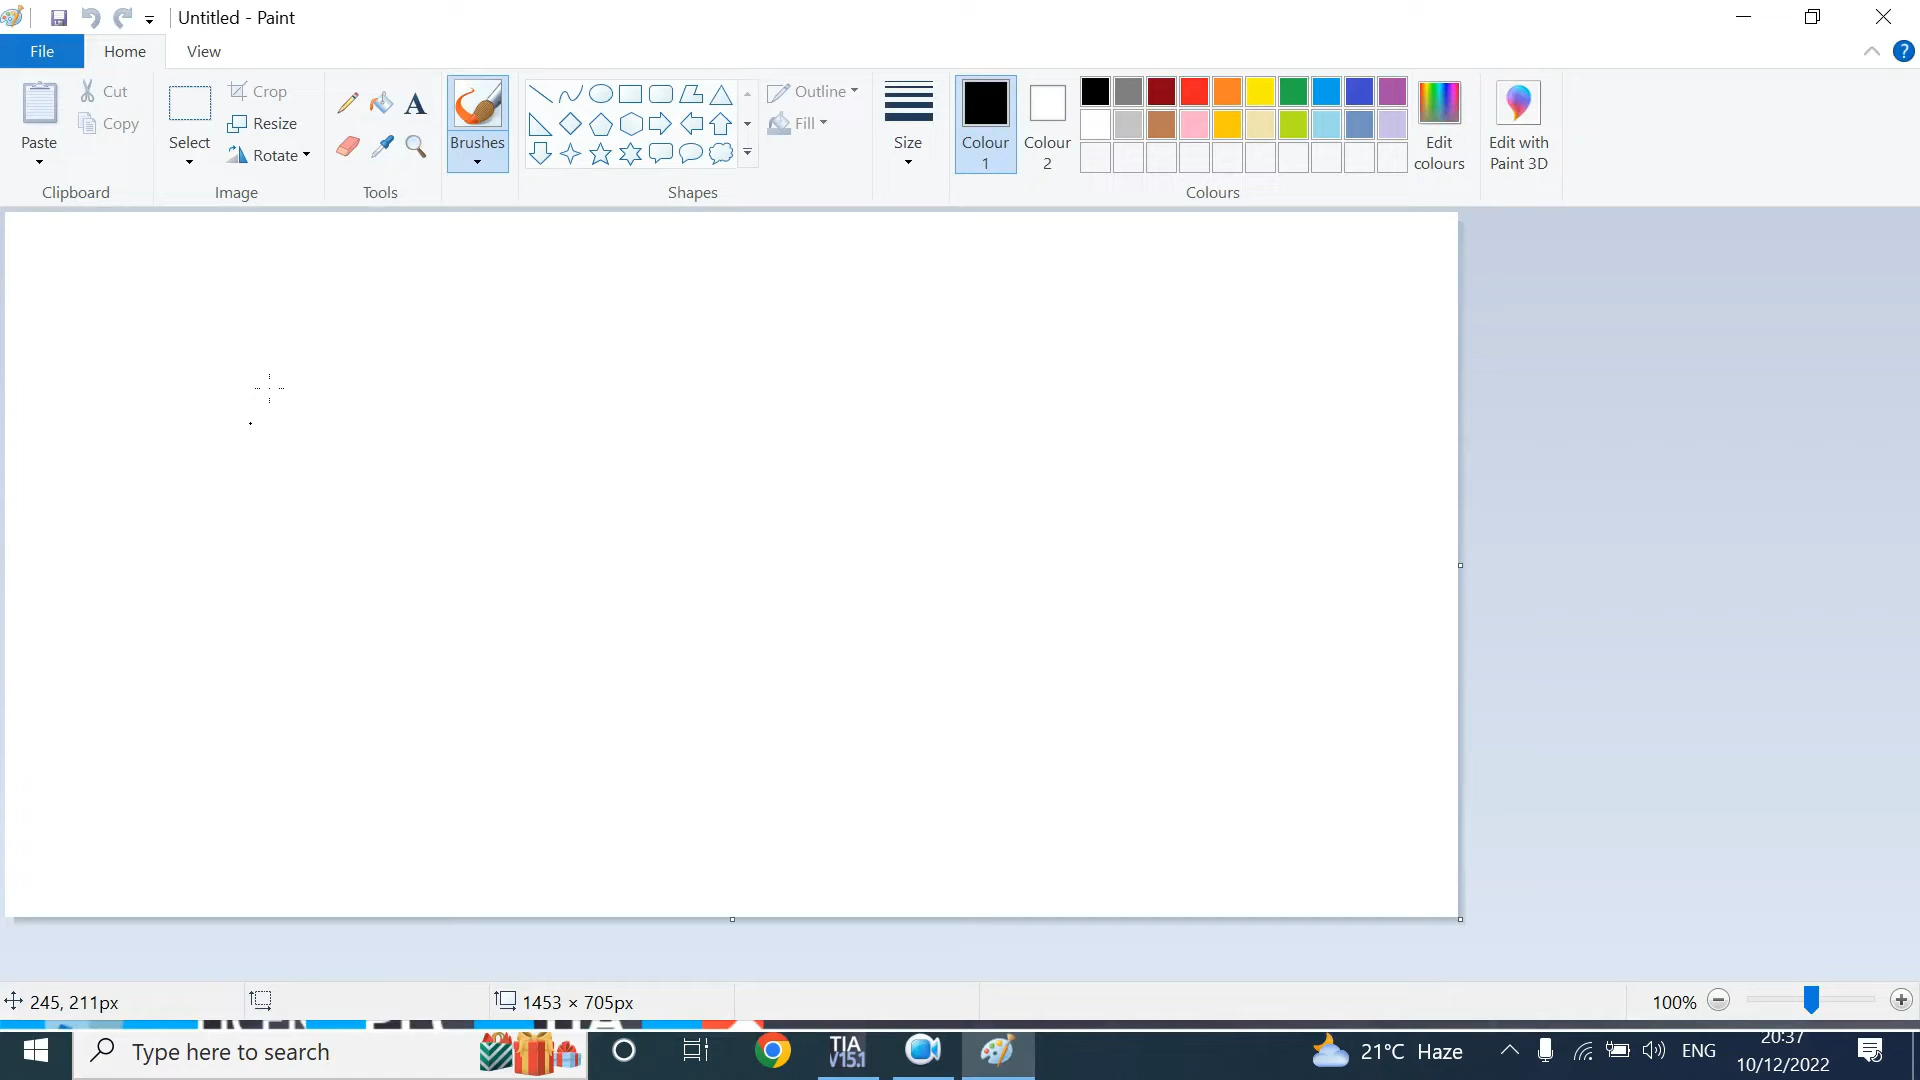 Untitled - Paint
File Home View
Paste
Cut
Copy
Clipboard
Select
Crop
Resize
Rotate
Image
A
Tools
Brushes
Shapes
Outline
Fill
Size
Colour
1
Colour
2
Colours
Edit
colours
Edit with
Paint 3D
?
245, 211px
1453 × 705px
100%
Type here to search
TIA
V15.1
21°C Haze
ENG
20:37
10/12/2022